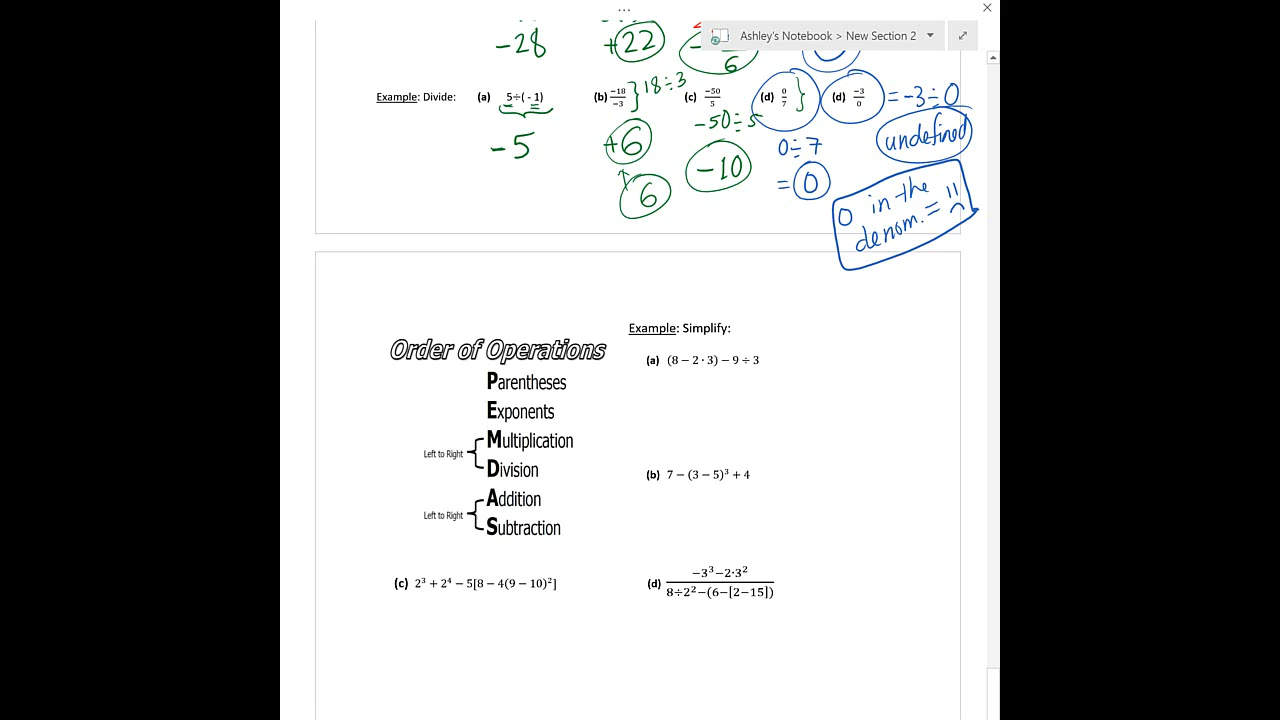 ...
-28
+22
6
Ashley's Notebook > New Section 2
Example: Divide: (a) 5÷(-1) (b) -18/-3 } 18÷3 (c) -50/5 (d) 0/7 } (d) -3/0 = -3÷0
-50÷5
undefined
-5
+6
0÷7
-10
= 0
6
0 in the
denom. =
Example: Simplify:
Order of Operations
(a) (8 − 2 · 3) − 9 ÷ 3
Parentheses
Exponents
Multiplication
Left to Right
Division
(b) 7 − (3 − 5)³ + 4
Addition
Left to Right
Subtraction
(c) 2³ + 2⁴ − 5[8 − 4(9 − 10)²]
(d) −3³−2·3²
8÷2²−(6−[2−15])